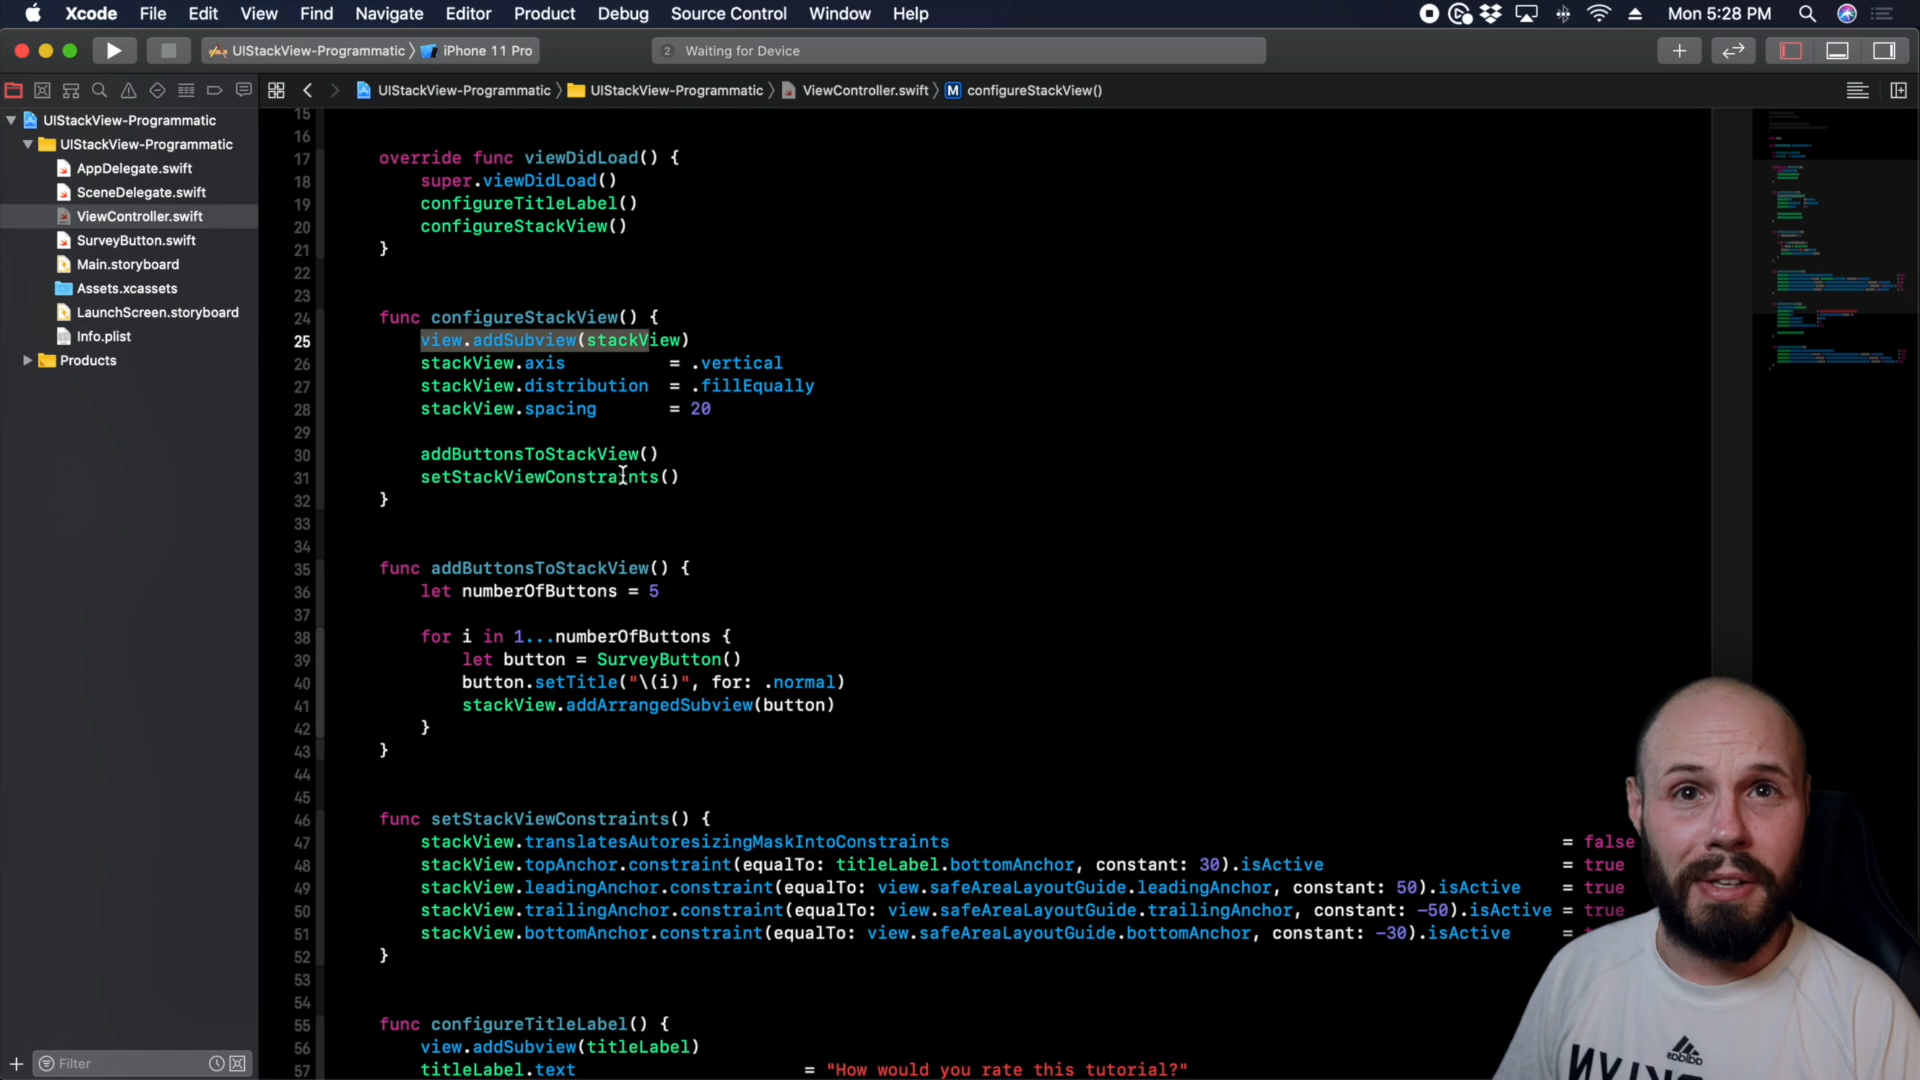 Xcode File Edit View Find Navigate Editor Product Debug Source Control Window Help Mon 5:28 PM
UIStackView-Programmatic 〉 iPhone 11 Pro 2 Waiting for Device
UIStackView-Programmatic 〉 UIStackView-Programmatic 〉 ViewController.swift 〉 M configureStackView()
UIStackView-Programmatic
UIStackView-Programmatic
AppDelegate.swift
SceneDelegate.swift
ViewController.swift
SurveyButton.swift
Main.storyboard
Assets.xcassets
LaunchScreen.storyboard
Info.plist
Products
Filter
15
16
17 override func viewDidLoad() {
18 super.viewDidLoad()
19 configureTitleLabel()
20 configureStackView()
21 }
22
23
24 func configureStackView() {
25 view.addSubview(stackView)
26 stackView.axis = .vertical
27 stackView.distribution = .fillEqually
28 stackView.spacing = 20
29
30 addButtonsToStackView()
31 setStackViewConstraints()
32 }
33
34
35 func addButtonsToStackView() {
36 let numberOfButtons = 5
37
38 for i in 1...numberOfButtons {
39 let button = SurveyButton()
40 button.setTitle("\(i)", for: .normal)
41 stackView.addArrangedSubview(button)
42 }
43 }
44
45
46 func setStackViewConstraints() {
47 stackView.translatesAutoresizingMaskIntoConstraints = false
48 stackView.topAnchor.constraint(equalTo: titleLabel.bottomAnchor, constant: 30).isActive = true
49 stackView.leadingAnchor.constraint(equalTo: view.safeAreaLayoutGuide.leadingAnchor, constant: 50).isActive = true
50 stackView.trailingAnchor.constraint(equalTo: view.safeAreaLayoutGuide.trailingAnchor, constant: -50).isActive = true
51 stackView.bottomAnchor.constraint(equalTo: view.safeAreaLayoutGuide.bottomAnchor, constant: -30).isActive =
52 }
53
54
55 func configureTitleLabel() {
56 view.addSubview(titleLabel)
57 titleLabel.text = "How would you rate this tutorial?"
adidas